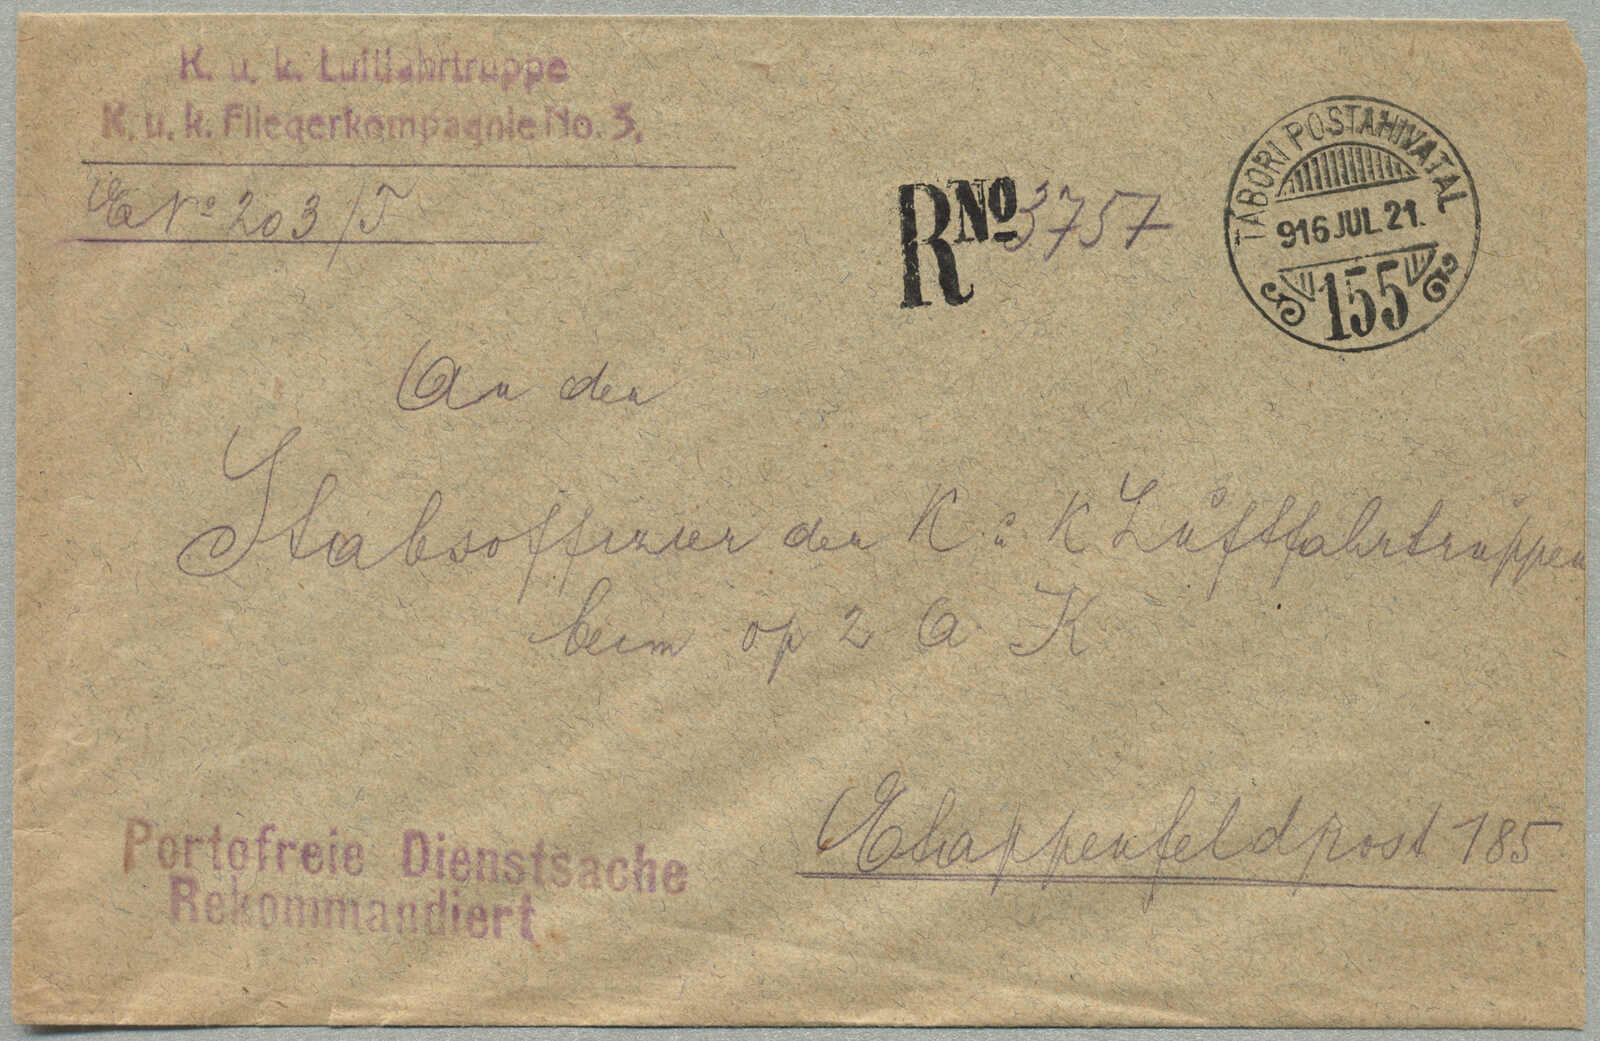 K. u. k. Luftfahrtruppe
K. u. k. Fliegerkompagnie No. 3.
E No 203/T
RNo 3757
TÁBORI POSTAHIVATAL
916 JUL. 21.
155
An den
Stabsoffizier der K u K Luftfahrtruppen
beim op 2 A K
Etappenfeldpost 185
Portofreie Dienstsache
Rekommandiert